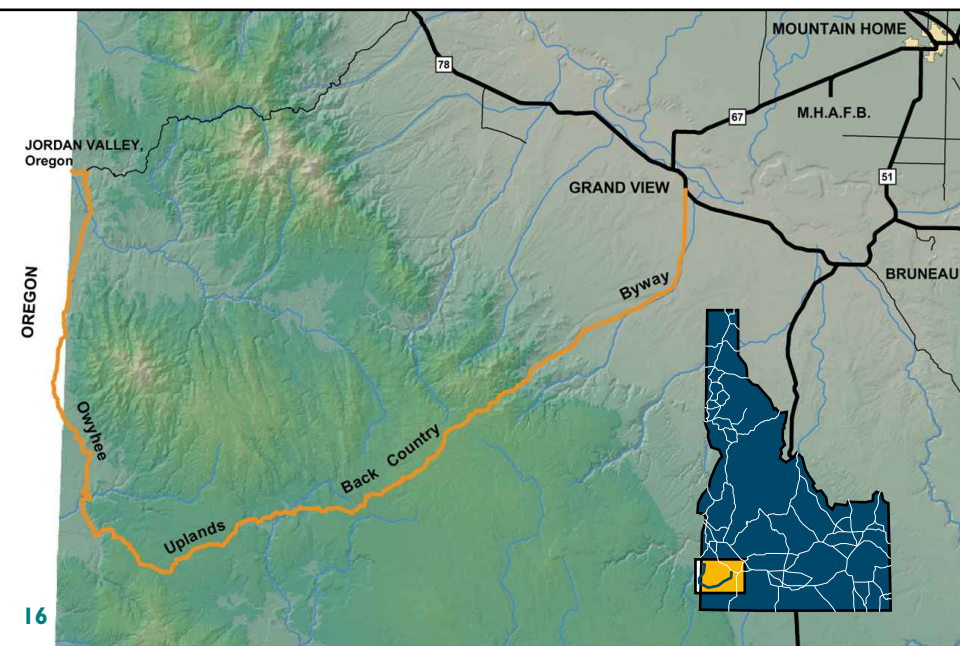 MOUNTAIN HOME
78
67
M.H.A.F.B.
JORDAN VALLEY,
Oregon
51
GRAND VIEW
OREGON
BRUNEAU
Byway
Owyhee
Back Country
Uplands
16